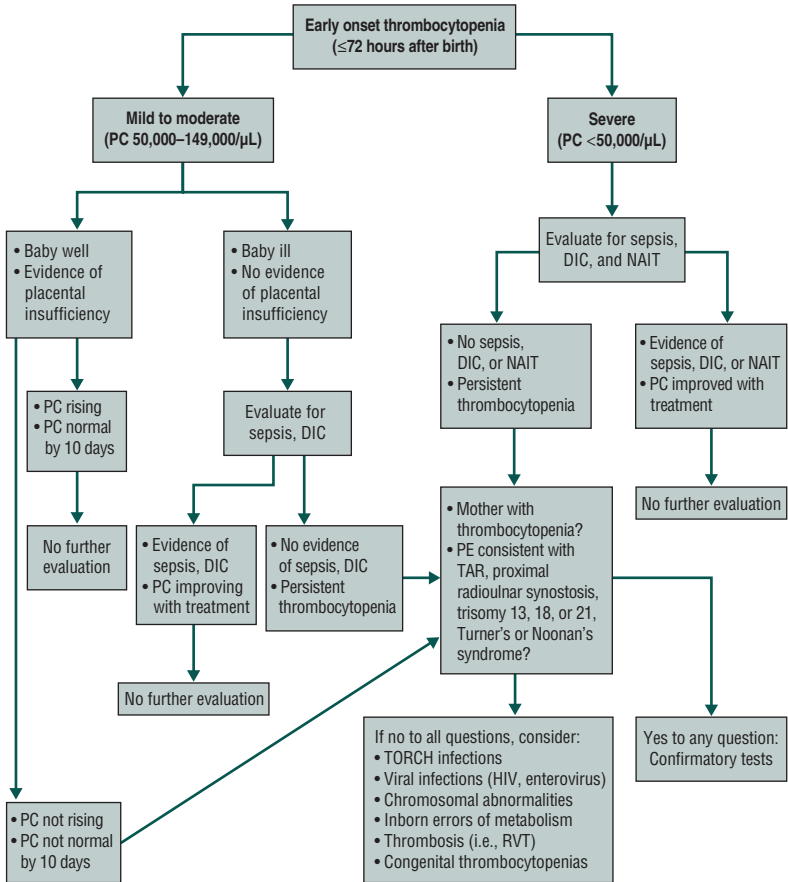 Early onset thrombocytopenia
(≤72 hours after birth)
Mild to moderate
(PC 50,000–149,000/µL)
Severe
(PC <50,000/µL)
• Baby well
• Evidence of
placental
insufficiency
• Baby ill
• No evidence
of placental
insufficiency
Evaluate for sepsis,
DIC, and NAIT
• No sepsis,
DIC, or NAIT
• Persistent
thrombocytopenia
• Evidence of
sepsis, DIC, or NAIT
• PC improved with
treatment
• PC rising
• PC normal
by 10 days
Evaluate for
sepsis, DIC
No further
evaluation
• Evidence of
sepsis, DIC
• PC improving
with treatment
• No evidence
of sepsis, DIC
• Persistent
thrombocytopenia
• Mother with
thrombocytopenia?
• PE consistent with
TAR, proximal
radioulnar synostosis,
trisomy 13, 18, or 21,
Turner's or Noonan's
syndrome?
No further evaluation
No further evaluation
If no to all questions, consider:
• TORCH infections
• Viral infections (HIV, enterovirus)
• Chromosomal abnormalities
• Inborn errors of metabolism
• Thrombosis (i.e., RVT)
• Congenital thrombocytopenias
Yes to any question:
Confirmatory tests
• PC not rising
• PC not normal
by 10 days